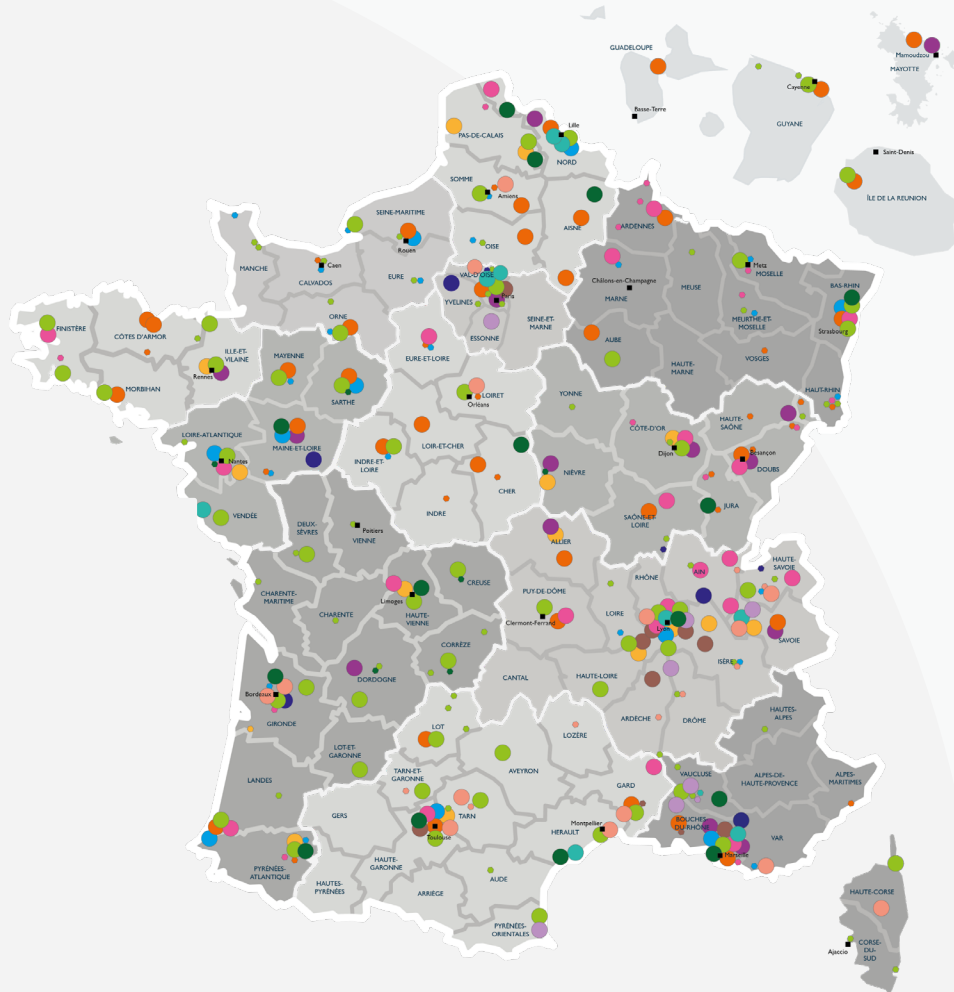 GUADELOUPE
Basse-Terre
Cayenne
GUYANE
Mamoudzou
MAYOTTE
Saint-Denis
ÎLE DE LA REUNION
PAS-DE-CALAIS
Lille
NORD
SOMME
Amiens
SEINE-MARITIME
Rouen
OISE
AISNE
ARDENNES
MANCHE
Caen
CALVADOS
EURE
VAL-D'OISE
Paris
YVELINES
ESSONNE
SEINE-ET-
MARNE
Châlons-en-Champagne
MARNE
MEUSE
Metz
MOSELLE
MEURTHE-ET-
MOSELLE
BAS-RHIN
Strasbourg
FINISTÈRE
CÔTES D'ARMOR
ILLE-ET-
VILAINE
Rennes
MORBIHAN
ORNE
MAYENNE
SARTHE
EURE-ET-LOIRE
AUBE
HAUTE-
MARNE
VOSGES
HAUT-RHIN
LOIRET
Orléans
YONNE
LOIRE-ATLANTIQUE
Nantes
MAINE-ET-LOIRE
INDRE-ET-
LOIRE
LOIR-ET-CHER
CHER
INDRE
NIÈVRE
CÔTE-D'OR
Dijon
HAUTE-
SAÔNE
Besançon
DOUBS
VENDÉE
DEUX-
SÈVRES
Poitiers
VIENNE
SAÔNE-ET-
LOIRE
JURA
ALLIER
CHARENTE-
MARITIME
CHARENTE
Limoges
HAUTE-
VIENNE
CREUSE
PUY-DE-DÔME
Clermont-Ferrand
LOIRE
RHÔNE
AIN
HAUTE-
SAVOIE
Lyon
SAVOIE
ISÈRE
CORRÈZE
DORDOGNE
CANTAL
HAUTE-LOIRE
ARDÈCHE
DRÔME
HAUTES-
ALPES
Bordeaux
GIRONDE
LOT-ET-
GARONNE
LOT
AVEYRON
LOZÈRE
LANDES
TARN-ET-
GARONNE
TARN
GERS
Toulouse
GARD
VAUCLUSE
ALPES-DE-
HAUTE-PROVENCE
ALPES-
MARITIMES
Montpellier
HERAULT
BOUCHES
DU-RHÔNE
VAR
Marseille
PYRÉNÉES-
ATLANTIQUE
HAUTES-
PYRÉNÉES
HAUTE-
GARONNE
ARRIÈGE
AUDE
PYRÉNÉES-
ORIENTALES
HAUTE-CORSE
Ajaccio
CORSE-
DU-
SUD